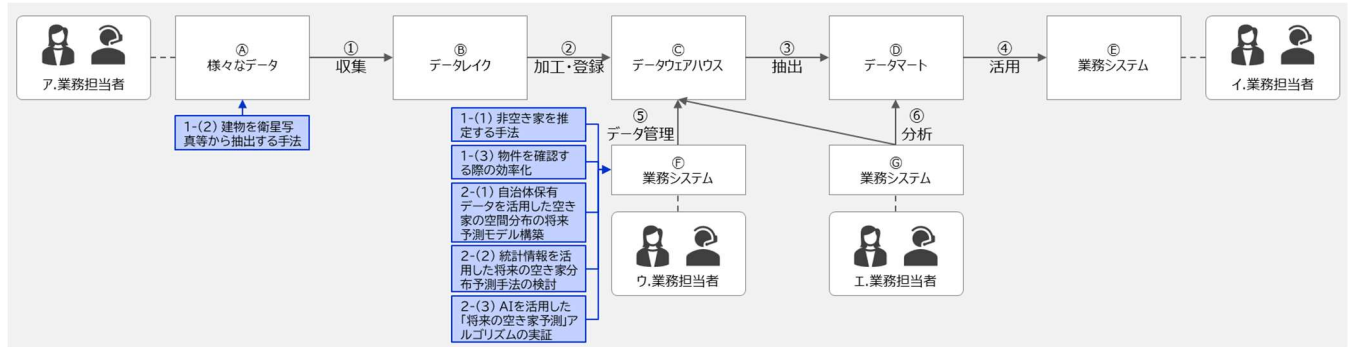 ア.業務担当者
Ⓐ
様々なデータ
①
収集
Ⓑ
データレイク
②
加工・登録
Ⓒ
データウェアハウス
③
抽出
Ⓓ
データマート
④
活用
Ⓔ
業務システム
イ.業務担当者
1-(2) 建物を衛星写
真等から抽出する手法
1-(1) 非空き家を推
定する手法
1-(3) 物件を確認す
る際の効率化
2-(1) 自治体保有
データを活用した空き
家の空間分布の将来
予測モデル構築
2-(2) 統計情報を活
用した将来の空き家分
布予測手法の検討
2-(3) AIを活用した
「将来の空き家予測」ア
ルゴリズムの実証
⑤
データ管理
Ⓕ
業務システム
ウ.業務担当者
⑥
分析
Ⓖ
業務システム
エ.業務担当者